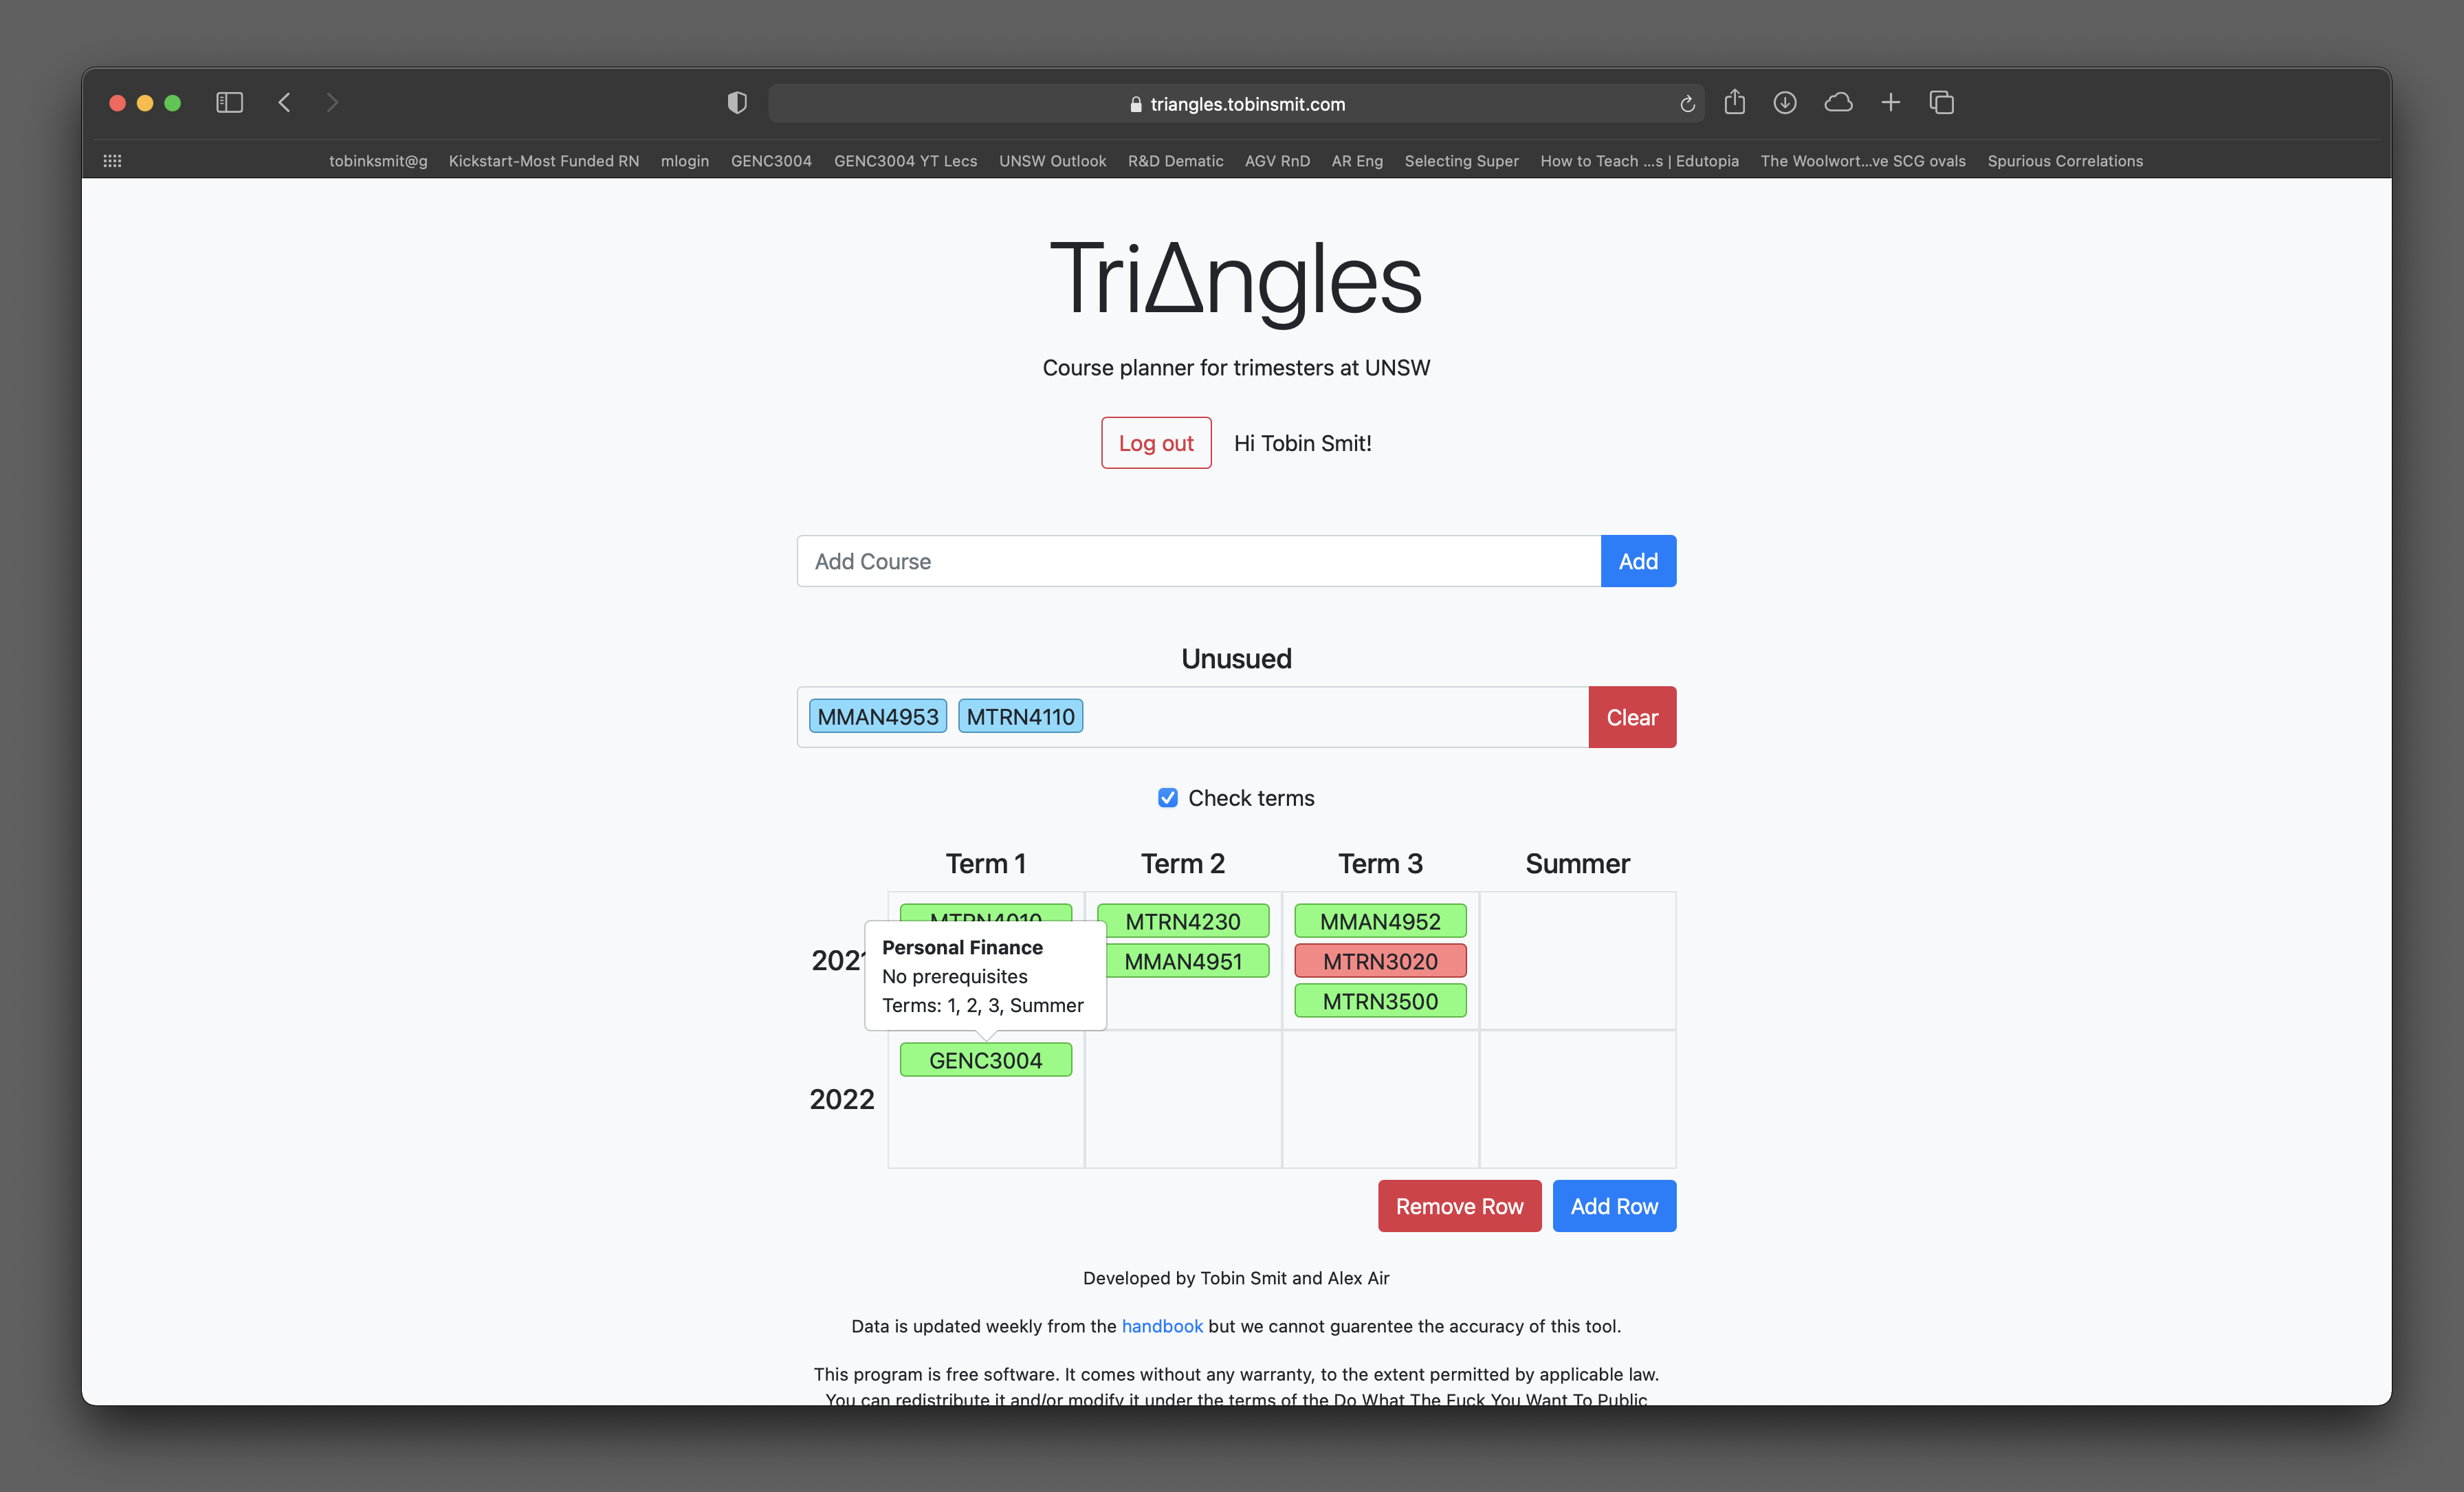 triangles.tobinsmit.com
tobinksmit@g Kickstart-Most Funded RN mlogin GENC3004 GENC3004 YT Lecs UNSW Outlook R&D Dematic AGV RnD AR Eng Selecting Super How to Teach ...s | Edutopia The Woolwort...ve SCG ovals Spurious Correlations
Tri∆ngles
Course planner for trimesters at UNSW
Log out Hi Tobin Smit!
Add Course Add
Unusued
MMAN4953 MTRN4110 Clear
Check terms
Term 1 Term 2 Term 3 Summer
MTRN4010 MTRN4230 MMAN4952
Personal Finance
No prerequisites
Terms: 1, 2, 3, Summer
2021 MMAN4951 MTRN3020
MTRN3500
GENC3004
2022
Remove Row Add Row
Developed by Tobin Smit and Alex Air
Data is updated weekly from the handbook but we cannot guarentee the accuracy of this tool.
This program is free software. It comes without any warranty, to the extent permitted by applicable law.
You can redistribute it and/or modify it under the terms of the Do What The Fuck You Want To Public